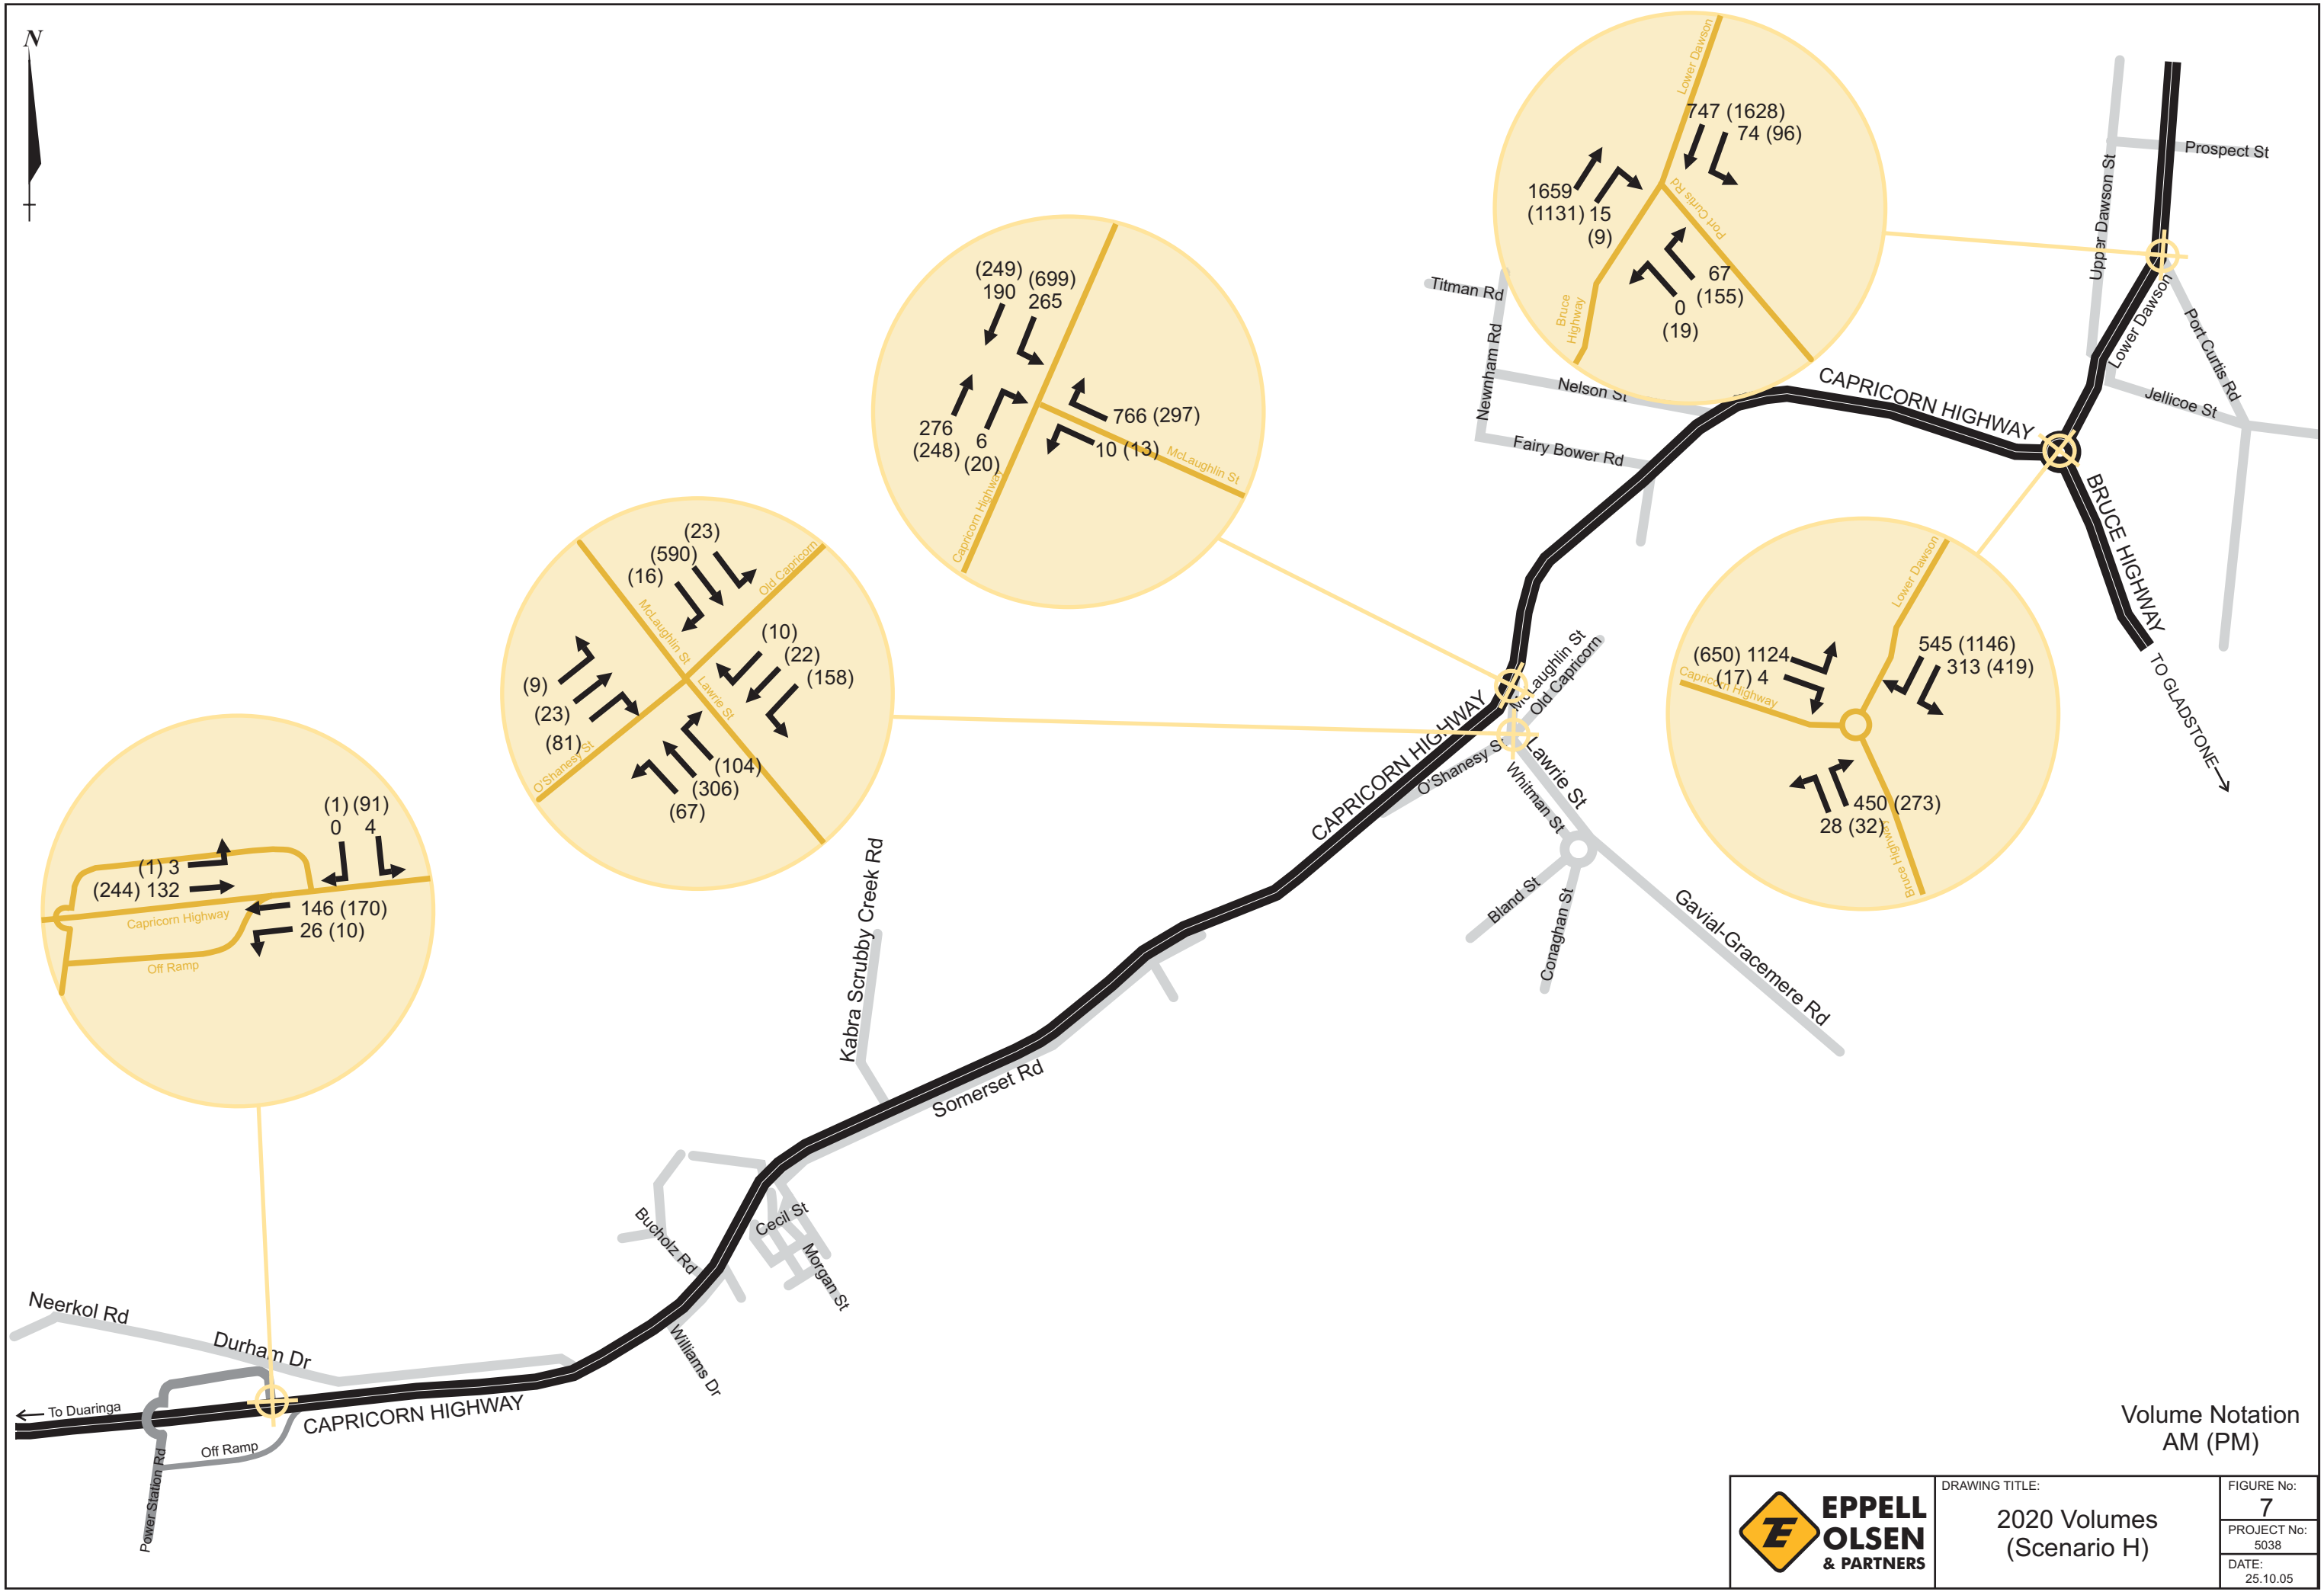 N
Lower Dawson
747 (1628)
74 (96)
1659
(1131)
15
(9)
Port Curtis Rd
67
(155)
0
(19)
Bruce
Highway
Prospect St
Upper Dawson St
Lower Dawson
Port Curtis Rd
Jellicoe St
Titman Rd
Newnham Rd
Nelson St
Fairy Bower Rd
CAPRICORN HIGHWAY
BRUCE HIGHWAY
TO GLADSTONE
(249)
190
(699)
265
276
(248)
6
(20)
766 (297)
10 (13)
McLaughlin St
Capricorn Highway
(23)
(590)
(16)
Old Capricorn
McLaughlin St
(10)
(22)
(158)
(9)
(23)
(81)
Lawrie St
O'Shanesy St
(104)
(306)
(67)
Lower Dawson
(650) 1124
(17) 4
Capricorn Highway
545 (1146)
313 (419)
450 (273)
28 (32)
Bruce Highway
McLaughlin St
Old Capricorn
CAPRICORN HIGHWAY
O'Shanesy St
Lawrie St
Whitman St
Bland St
Conaghan St
Gavial-Gracemere Rd
(1) (91)
0
4
(1) 3
(244) 132
146 (170)
26 (10)
Capricorn Highway
Off Ramp
Kabra Scrubby Creek Rd
Somerset Rd
Bucholz Rd
Cecil St
Morgan St
Williams Dr
Neerkol Rd
Durham Dr
To Duaringa
CAPRICORN HIGHWAY
Off Ramp
Power Station Rd
Volume Notation
AM (PM)
E
EPPELL
OLSEN
& PARTNERS
DRAWING TITLE:
2020 Volumes
(Scenario H)
FIGURE No:
7
PROJECT No:
5038
DATE:
25.10.05